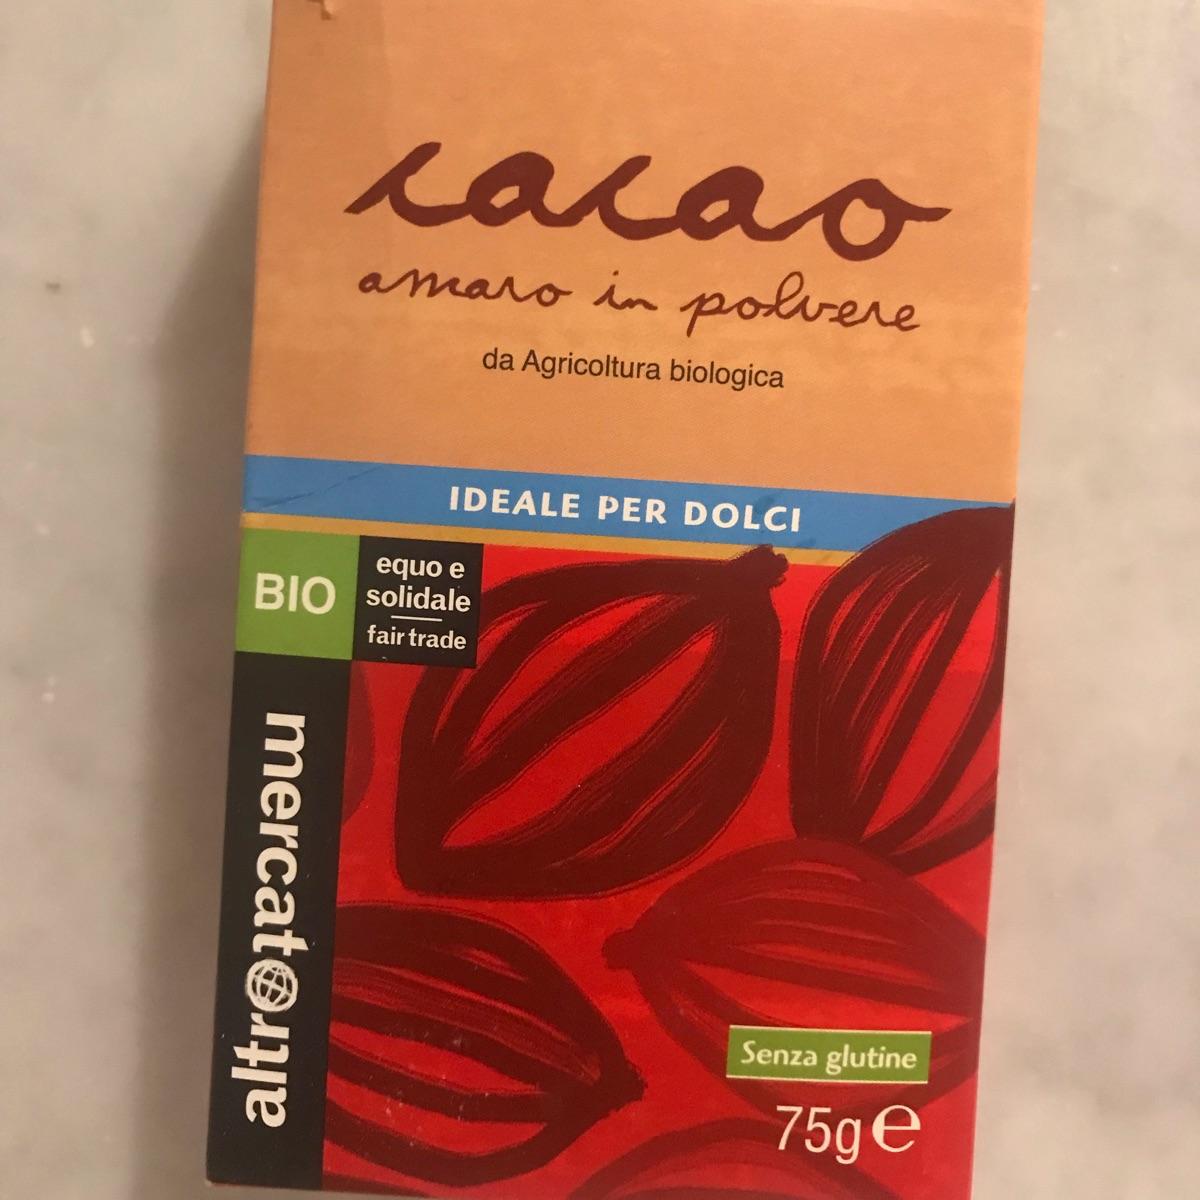 cacao
amaro in polvere
da Agricoltura biologica
IDEALE PER DOLCI
BIO
equo e
solidale
fair trade
altromercato
Senza glutine
75g e